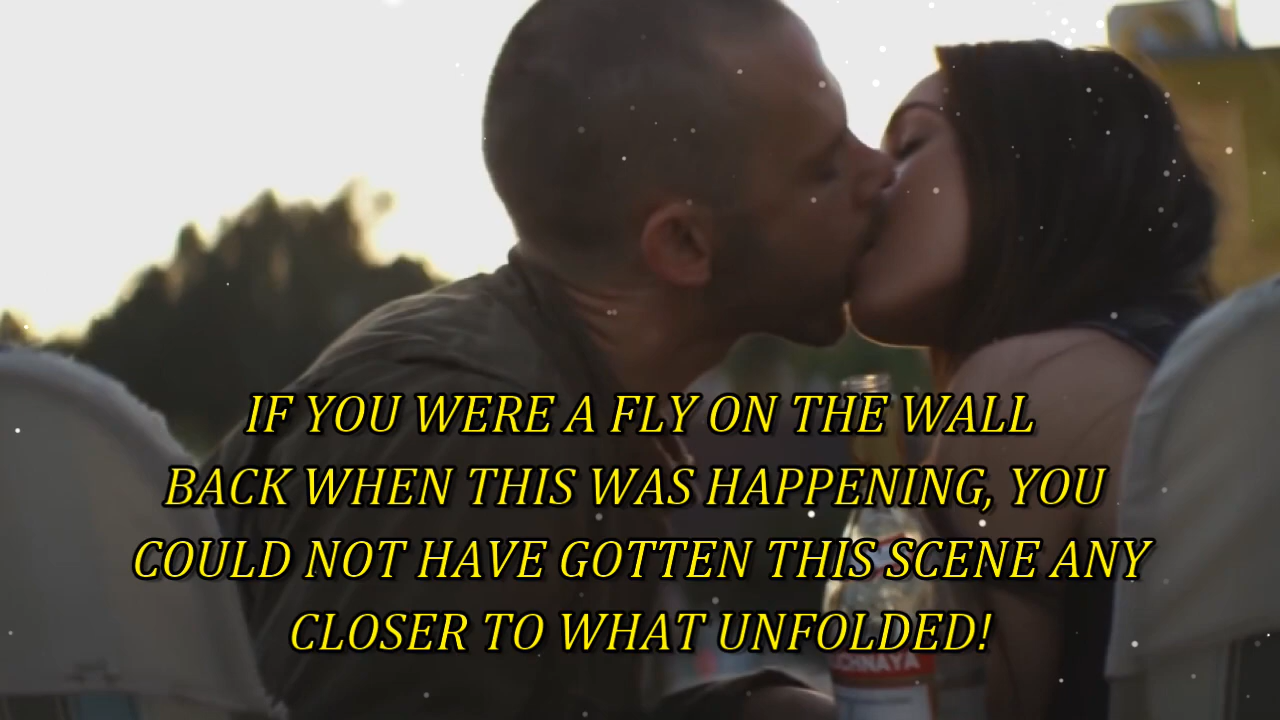 IF YOU WERE A FLY ON THE WALL
BACK WHEN THIS WAS HAPPENING, YOU
COULD NOT HAVE GOTTEN THIS SCENE ANY
CLOSER TO WHAT UNFOLDED!